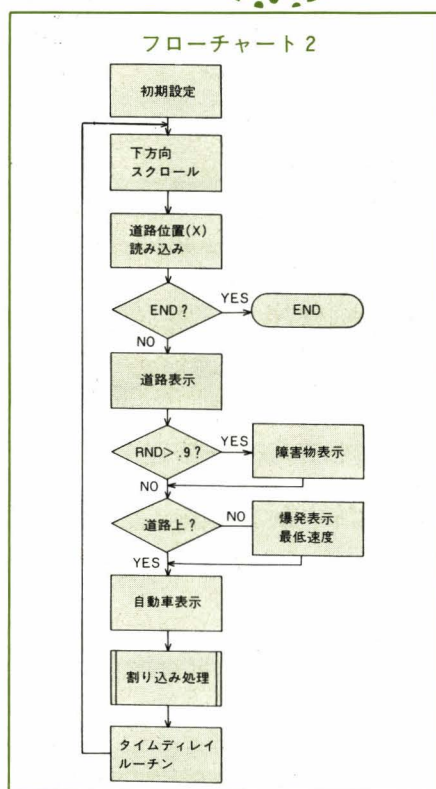 フローチャート2
初期設定
下方向
スクロール
道路位置(X)
読み込み
END?
YES
END
NO
道路表示
RND> .9?
YES
障害物表示
NO
道路上?
NO
爆発表示
最低速度
YES
自動車表示
割り込み処理
タイムディレイ
ルーチン